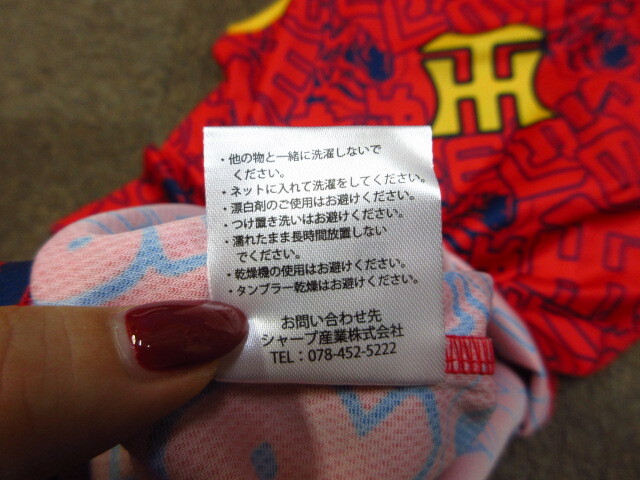 TH
・他の物と一緒に洗濯しないで
ください。
・ネットに入れて洗濯をしてください。
・漂白剤のご使用はお避けください。
・つけ置き洗いはお避けください。
・濡れたまま長時間放置しない
でください。
・乾燥機の使用はお避けください。
・タンブラー乾燥はお避けください。
お問い合わせ先
シャープ産業株式会社
TEL：078-452-5222